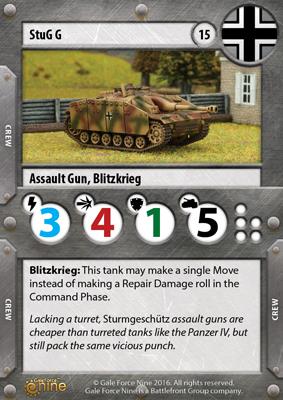 StuG G
15
Assault Gun, Blitzkrieg
3 4 1 5
CREW
CREW
CREW
CREW
Blitzkrieg: This tank may make a single Move
instead of making a Repair Damage roll in the
Command Phase.
Lacking a turret, Sturmgeschütz assault guns are
cheaper than turreted tanks like the Panzer IV, but
still pack the same vicious punch.
Gale Force
nine
© Gale Force Nine 2016. All rights reserved.
Gale Force Nine is a Battlefront Group company.